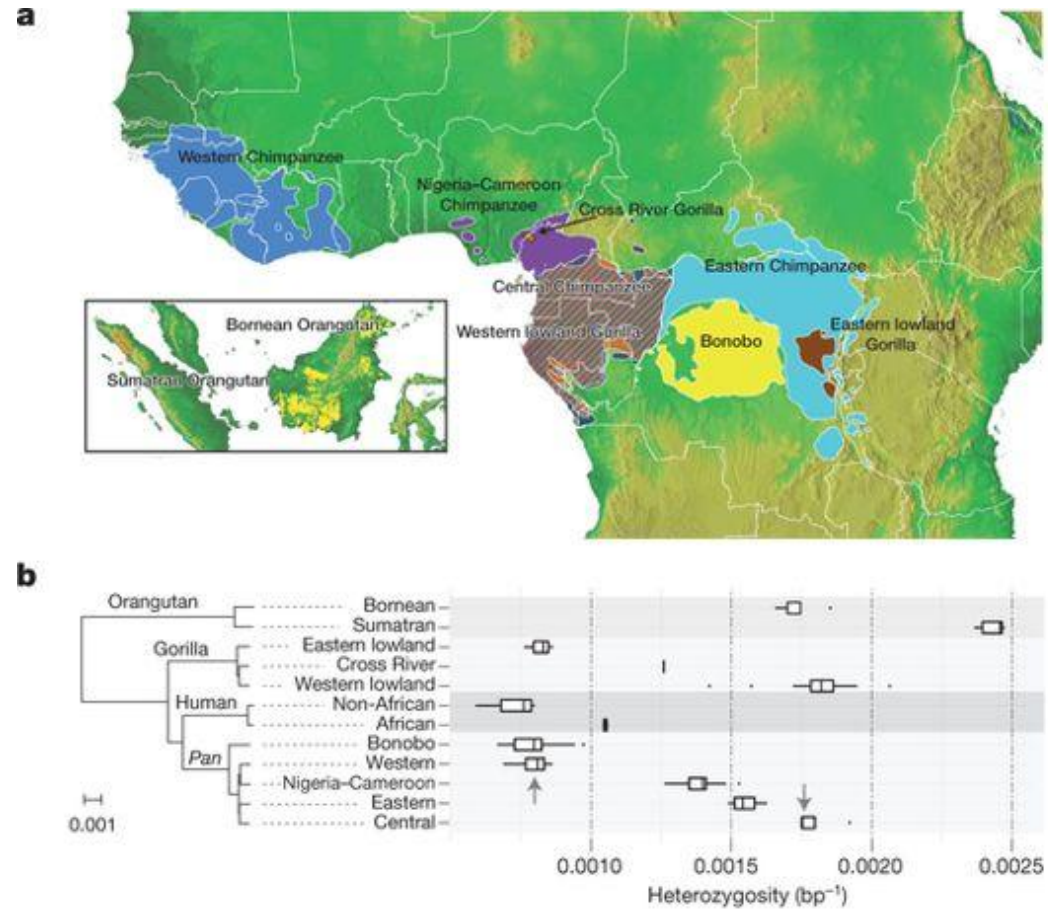 a
Western Chimpanzee
Nigeria–Cameroon
Chimpanzee
Cross River Gorilla
Eastern Chimpanzee
Central Chimpanzee
Western lowland Gorilla
Bonobo
Eastern lowland
Gorilla
Bornean Orangutan
Sumatran Orangutan
b
Orangutan
Bornean
Sumatran
Gorilla
Eastern lowland
Cross River
Western lowland
Human
Non-African
African
Pan
Bonobo
Western
Nigeria–Cameroon
Eastern
Central
0.001
0.0010 0.0015 0.0020 0.0025
Heterozygosity (bp⁻¹)